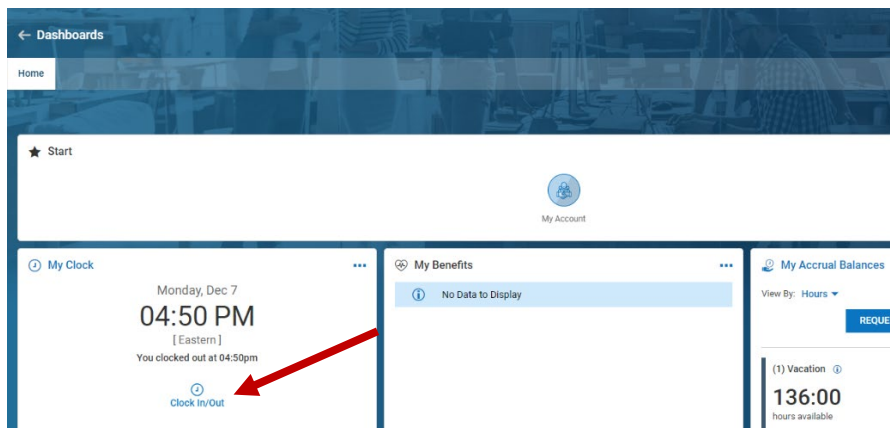 ← Dashboards
Home
★ Start
My Account
My Clock
Monday, Dec 7
04:50 PM
[ Eastern ]
You clocked out at 04:50pm
Clock In/Out
My Benefits
No Data to Display
My Accrual Balances
View By: Hours
REQUE
(1) Vacation
136:00
hours available